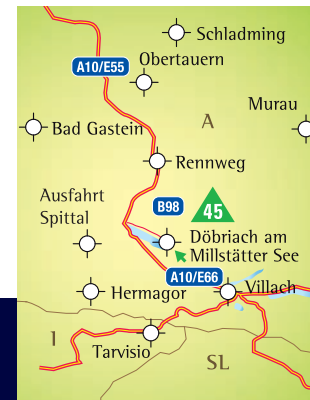 Schladming
Obertauern
A10/E55
Murau
A
Bad Gastein
Rennweg
Ausfahrt
Spittal
B98
45
Döbriach am
Millstätter See
A10/E66
Villach
Hermagor
I
Tarvisio
SL